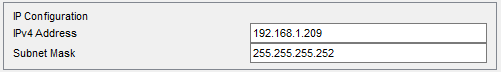 IP Configuration
IPv4 Address 192.168.1.209
Subnet Mask 255.255.255.252